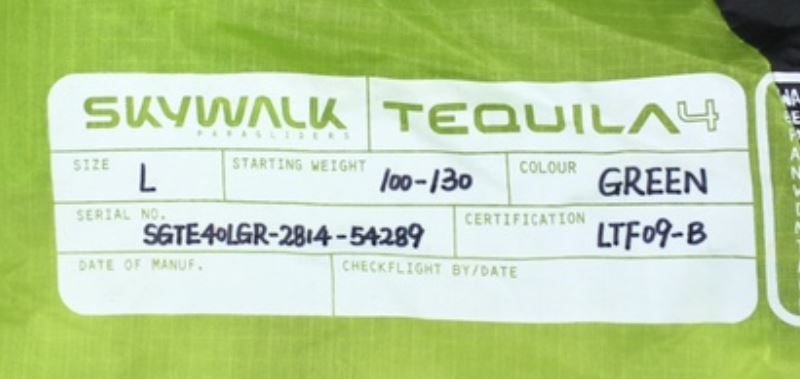 SKYWALK TEQUILA4
PARAGLIDERS
SIZE L STARTING WEIGHT 100-130 COLOUR GREEN
SERIAL NO. SGTE40LGR-2814-54289 CERTIFICATION LTF09-B
DATE OF MANUF. CHECKFLIGHT BY/DATE